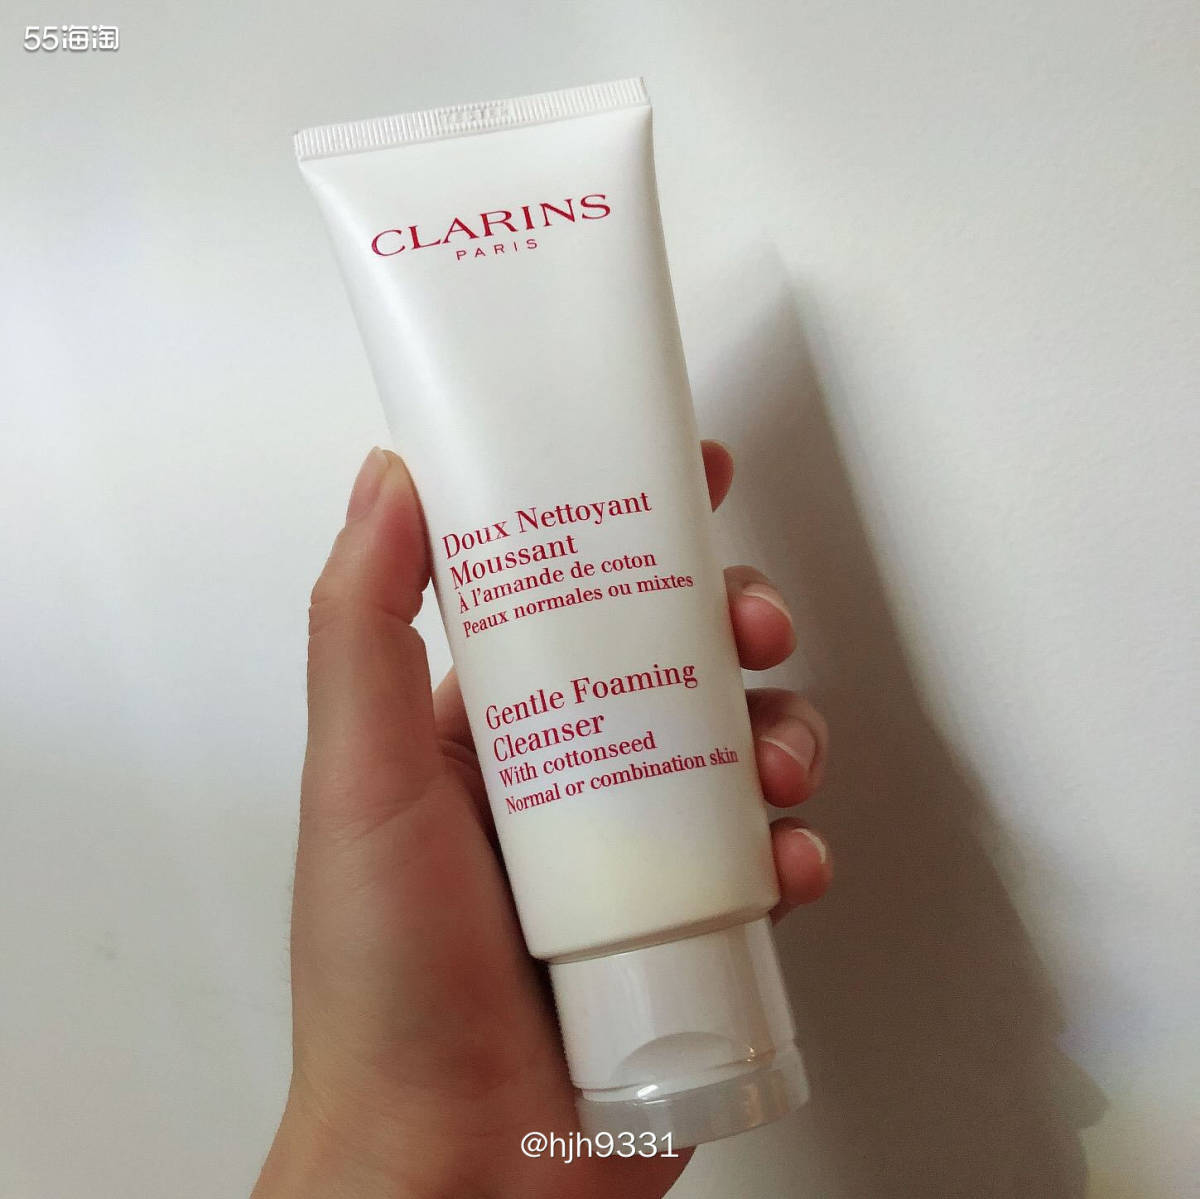 55海淘
CLARINS
PARIS
Doux Nettoyant
Moussant
À l'amande de coton
Peaux normales ou mixtes
Gentle Foaming
Cleanser
With cottonseed
Normal or combination skin
@hjh9331